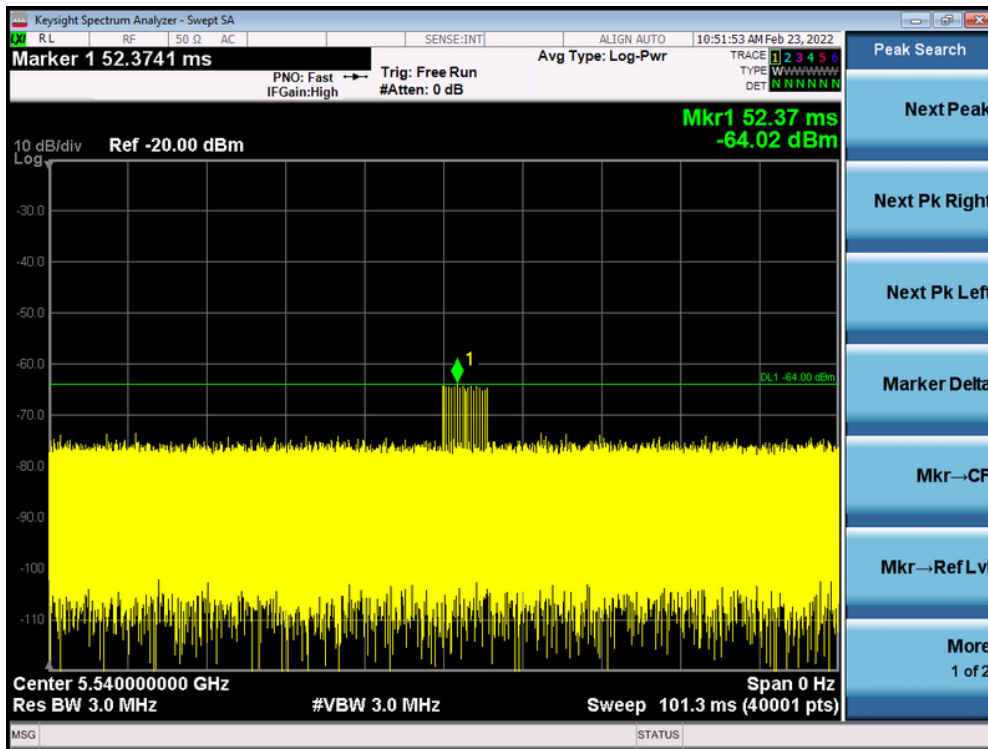 Keysight Spectrum Analyzer - Swept SA
LXI RL RF 50 Ω AC SENSE:INT ALIGN AUTO 10:51:53 AM Feb 23, 2022
Marker 1 52.3741 ms
PNO: Fast
IFGain:High
Trig: Free Run
#Atten: 0 dB
Avg Type: Log-Pwr
TRACE 1 2 3 4 5 6
TYPE WWWWWW
DET N N N N N N
Mkr1 52.37 ms
-64.02 dBm
10 dB/div Ref -20.00 dBm
Log
-30.0
-40.0
-50.0
-60.0
1
DL1 -64.00 dBm
-70.0
-80.0
-90.0
-100
-110
Center 5.540000000 GHz Span 0 Hz
Res BW 3.0 MHz #VBW 3.0 MHz Sweep 101.3 ms (40001 pts)
MSG STATUS
Peak Search
Next Peak
Next Pk Right
Next Pk Left
Marker Delta
Mkr→CF
Mkr→Ref Lvl
More
1 of 2